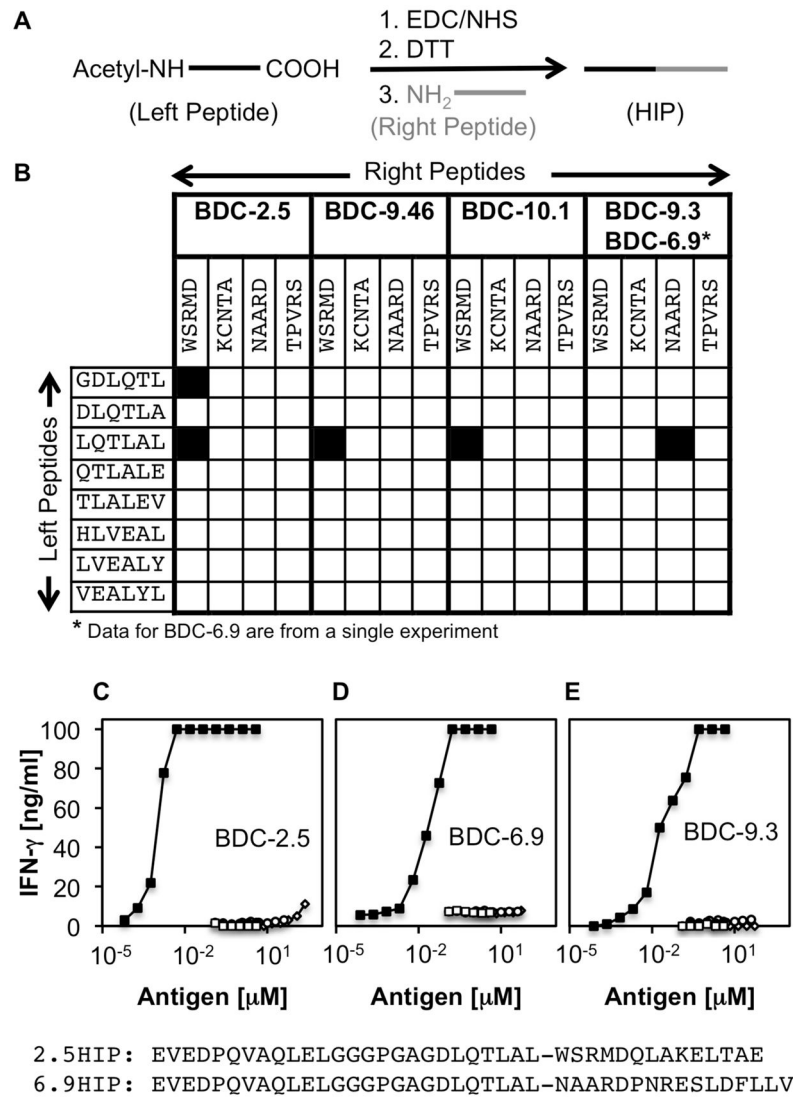 A
Acetyl-NH COOH
(Left Peptide)
1. EDC/NHS
2. DTT
3. NH2
(Right Peptide)
(HIP)
B
Right Peptides
BDC-2.5 BDC-9.46 BDC-10.1 BDC-9.3
BDC-6.9*
WSRMD KCNTA NAARD TPVRS WSRMD KCNTA NAARD TPVRS WSRMD KCNTA NAARD TPVRS WSRMD KCNTA NAARD TPVRS
Left Peptides
GDLQTL
DLQTLA
LQTLAL
QTLALE
TLALEV
HLVEAL
LVEALY
VEALYL
* Data for BDC-6.9 are from a single experiment
C D E
IFN-γ [ng/ml]
100
80
60
40
20
0
BDC-2.5 BDC-6.9 BDC-9.3
10-5 10-2 101 10-5 10-2 101 10-5 10-2 101
Antigen [µM] Antigen [µM] Antigen [µM]
2.5HIP: EVEDPQVAQLELGGGPGAGDLQTLAL-WSRMDQLAKELTAE
6.9HIP: EVEDPQVAQLELGGGPGAGDLQTLAL-NAARDPNRESLDFLLV